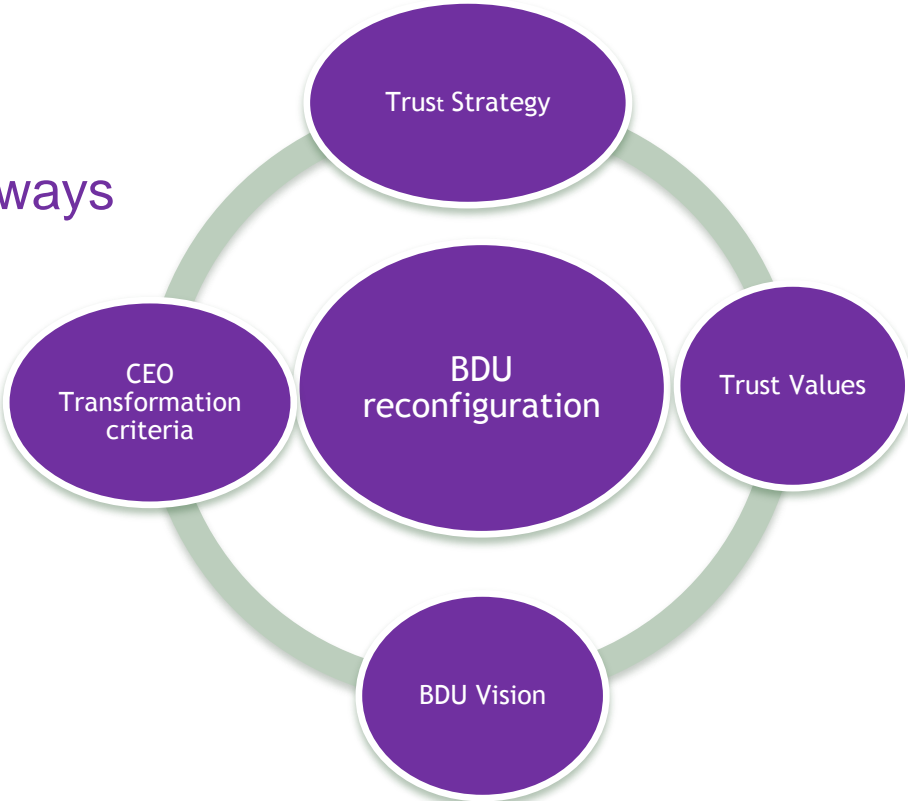 Trust Strategy
ways
BDU
reconfiguration
CEO
Transformation
criteria
Trust Values
BDU Vision